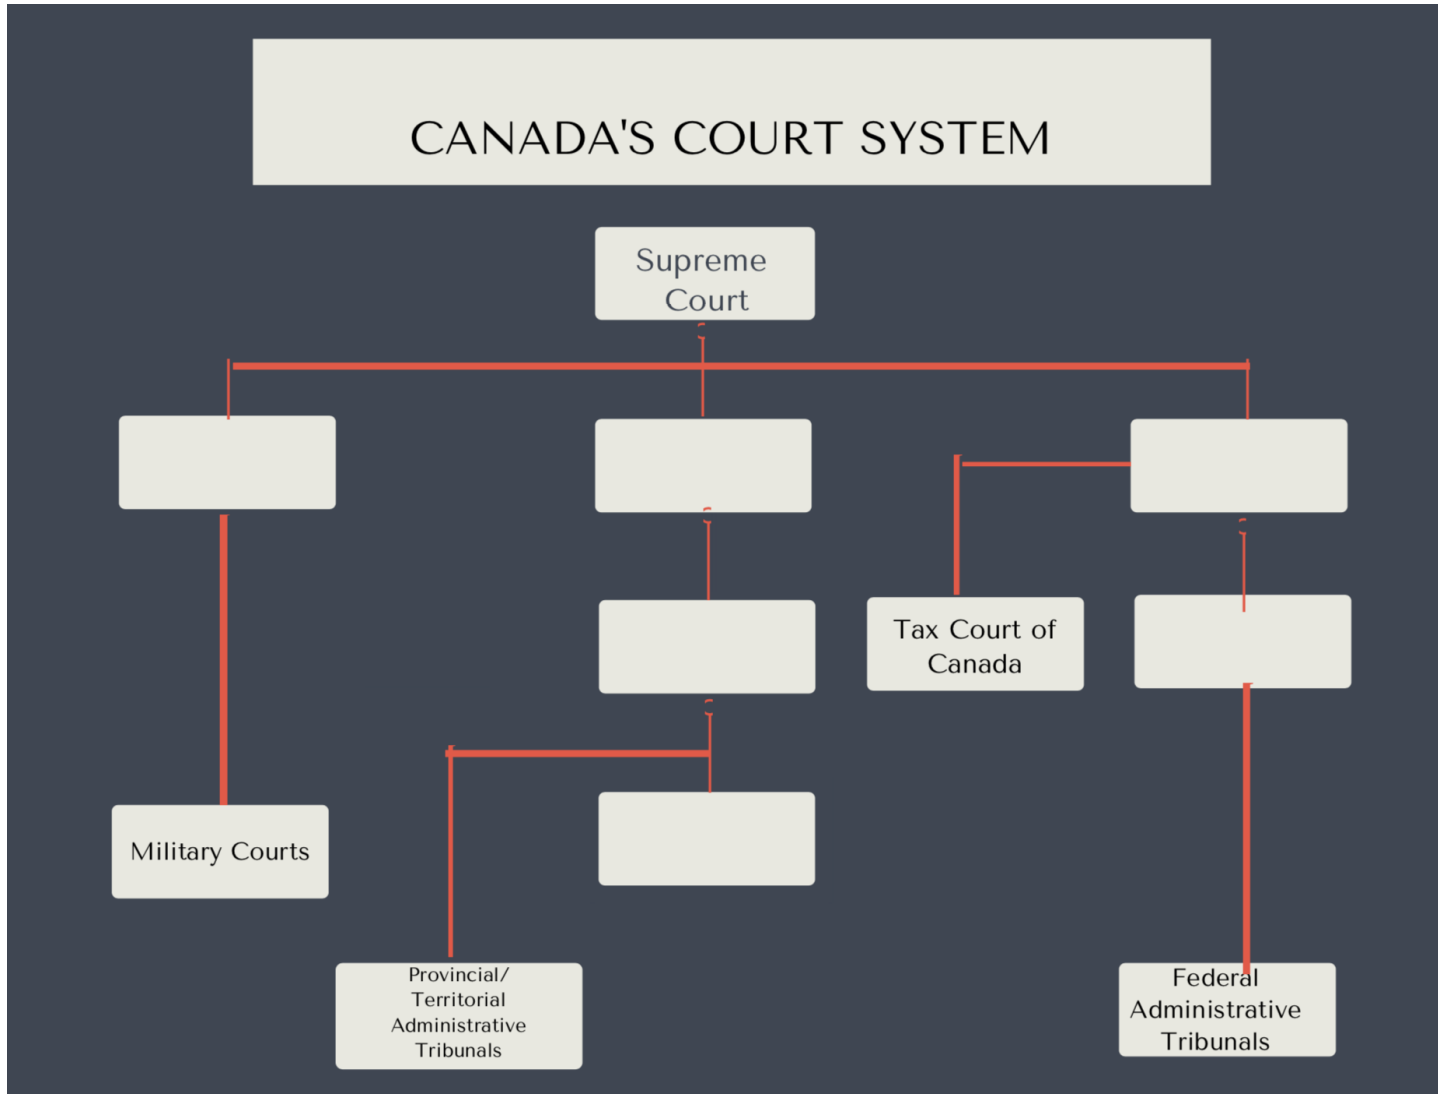 CANADA'S COURT SYSTEM
Supreme
Court
Tax Court of
Canada
Military Courts
Provincial/
Territorial
Administrative
Tribunals
Federal
Administrative
Tribunals